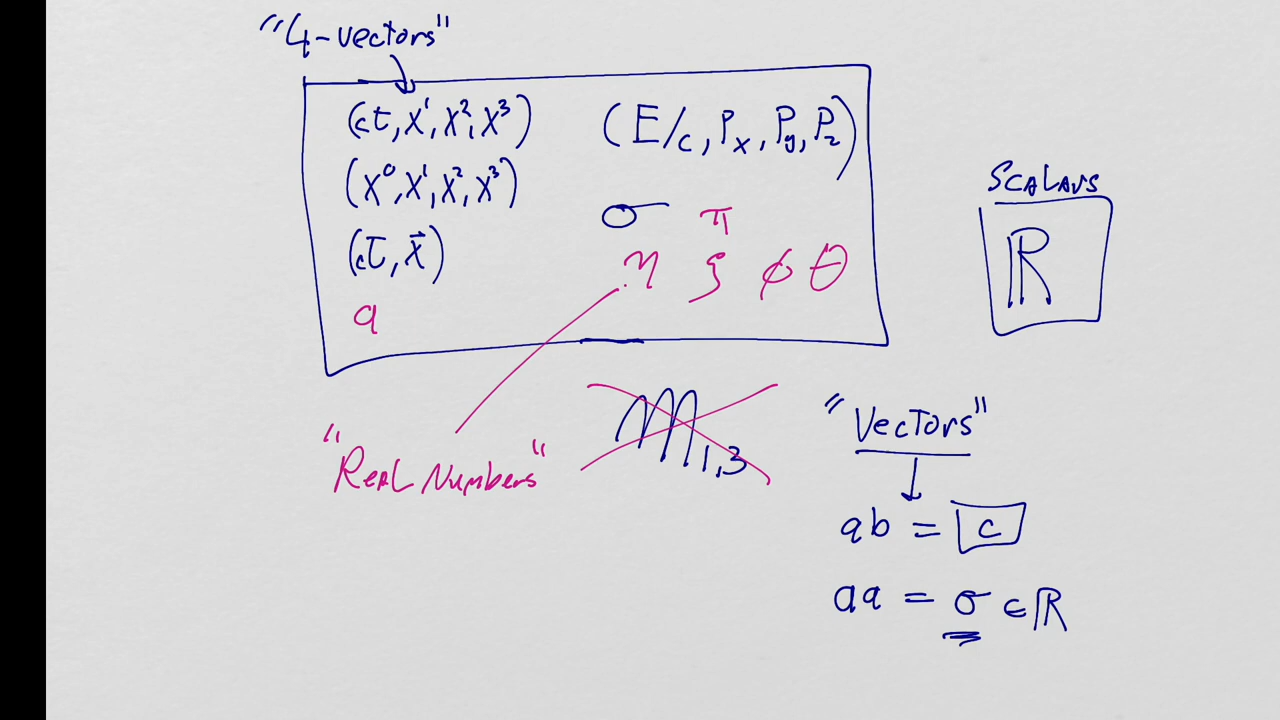 "4-vectors"
(ct, x¹, x², x³)
(E/c, Px, Py, Pz)
(x⁰, x¹, x², x³)
(ct, x⃗)
σ
π
η ζ φ θ
a
Scalars
ℝ
"Real Numbers"
M1,3
"Vectors"
ab = c
aa = σ ∈ ℝ